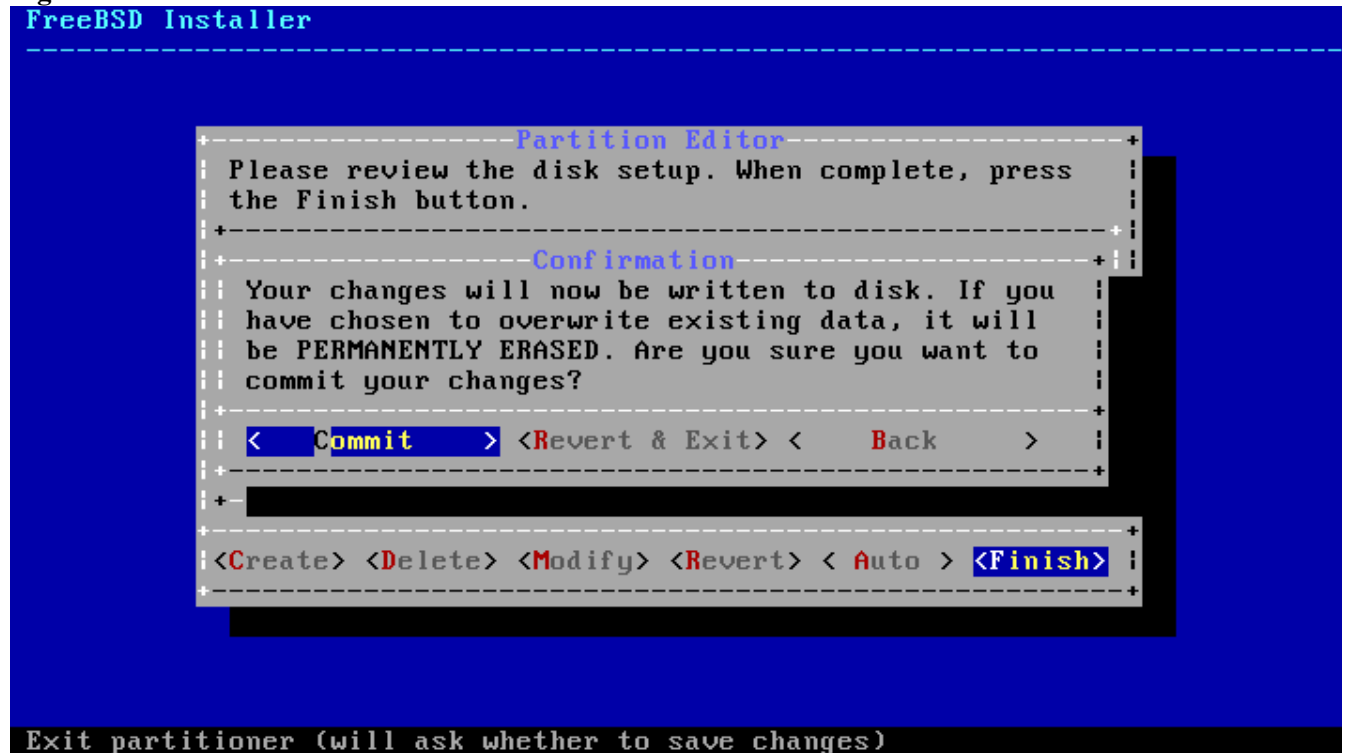 FreeBSD Installer
Partition Editor
Please review the disk setup. When complete, press
the Finish button.
Confirmation
Your changes will now be written to disk. If you
have chosen to overwrite existing data, it will
be PERMANENTLY ERASED. Are you sure you want to
commit your changes?
< Commit > <Revert & Exit> < Back >
<Create> <Delete> <Modify> <Revert> < Auto > <Finish>
Exit partitioner (will ask whether to save changes)